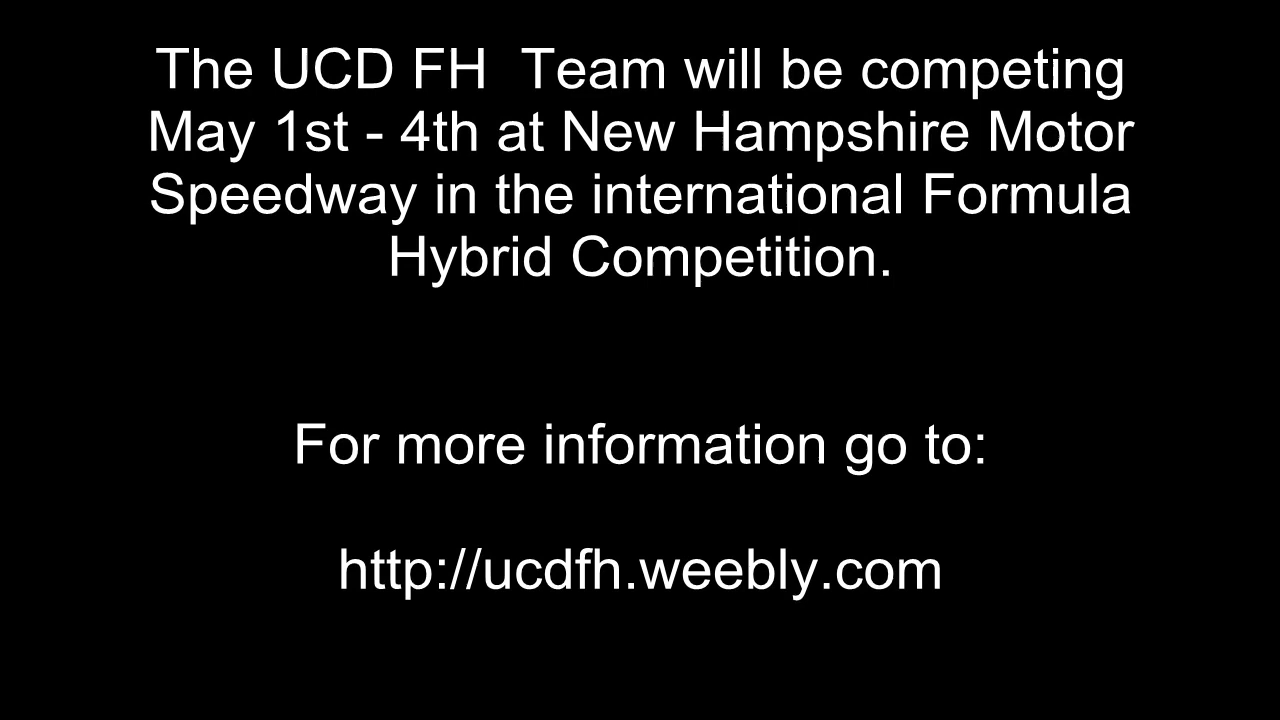 The UCD FH  Team will be competing
May 1st - 4th at New Hampshire Motor
Speedway in the international Formula
Hybrid Competition.
For more information go to:
http://ucdfh.weebly.com